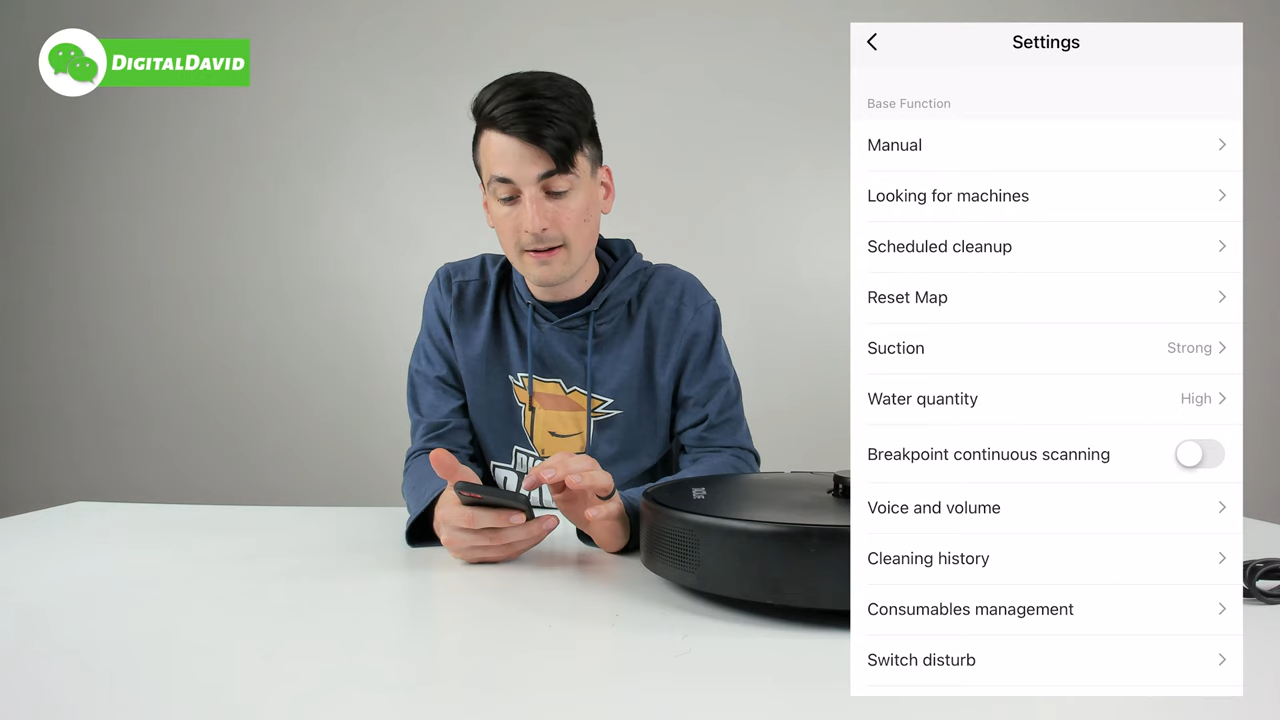 DIGITALDAVID
Settings
Base Function
Manual
Looking for machines
Scheduled cleanup
Reset Map
Suction Strong
Water quantity High
Breakpoint continuous scanning
Voice and volume
Cleaning history
Consumables management
Switch disturb